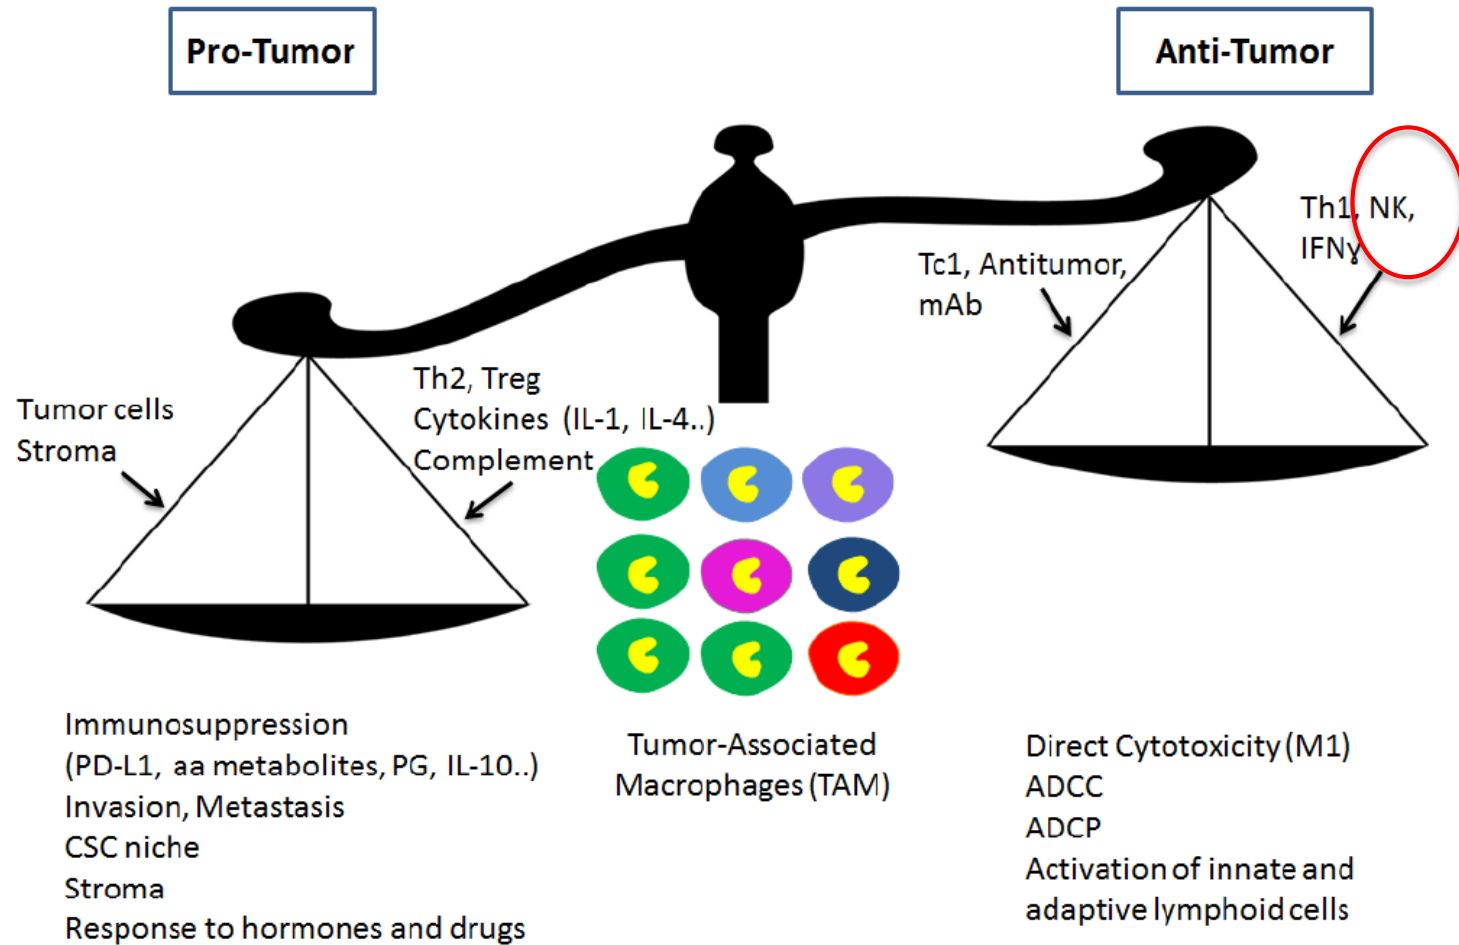 Pro-Tumor
Anti-Tumor
Th1, NK,
IFNɣ
Tc1, Antitumor,
mAb
Th2, Treg
Cytokines (IL-1, IL-4..)
Complement
Tumor cells
Stroma
Immunosuppression
(PD-L1, aa metabolites, PG, IL-10..)
Invasion, Metastasis
CSC niche
Stroma
Response to hormones and drugs
Tumor-Associated
Macrophages (TAM)
Direct Cytotoxicity (M1)
ADCC
ADCP
Activation of innate and
adaptive lymphoid cells